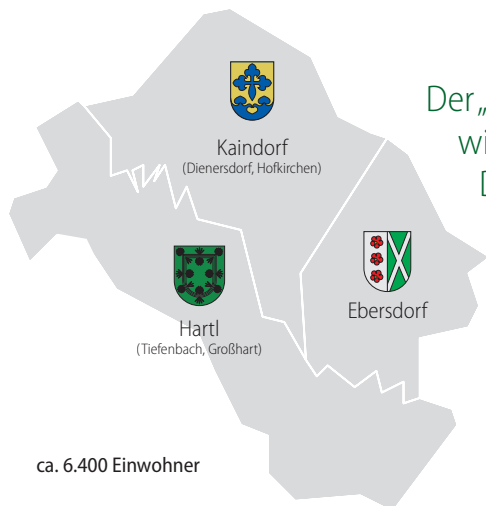 Der „
wi
Kaindorf
(Dienersdorf, Hofkirchen)
Ebersdorf
Hartl
(Tiefenbach, Großhart)
ca. 6.400 Einwohner